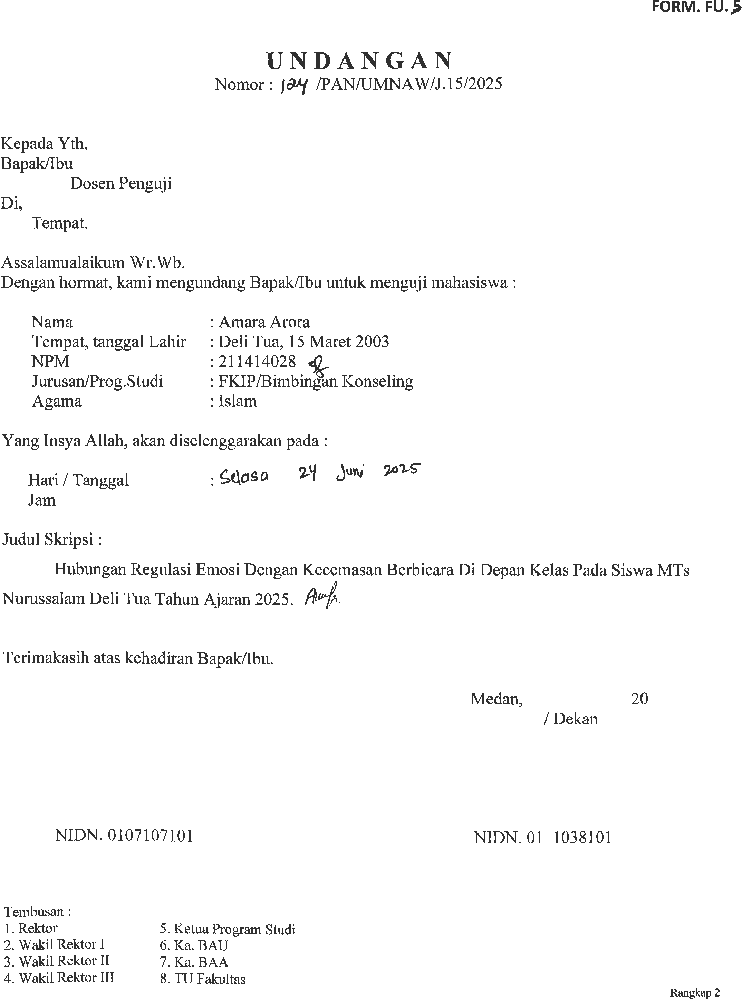 FORM. FU.5
UNDANGAN
Nomor : 124 /PAN/UMNAW/J.15/2025
Kepada Yth.
Bapak/Ibu
Dosen Penguji
Di,
Tempat.
Assalamualaikum Wr.Wb.
Dengan hormat, kami mengundang Bapak/Ibu untuk menguji mahasiswa :
Nama : Amara Arora
Tempat, tanggal Lahir : Deli Tua, 15 Maret 2003
NPM : 211414028
Jurusan/Prog.Studi : FKIP/Bimbingan Konseling
Agama : Islam
Yang Insya Allah, akan diselenggarakan pada :
Hari / Tanggal : Selasa 24 Juni 2025
Jam
Judul Skripsi :
Hubungan Regulasi Emosi Dengan Kecemasan Berbicara Di Depan Kelas Pada Siswa MTs
Nurussalam Deli Tua Tahun Ajaran 2025.
Terimakasih atas kehadiran Bapak/Ibu.
Medan, 20
/ Dekan
NIDN. 0107107101 NIDN. 01 1038101
Tembusan :
1. Rektor 5. Ketua Program Studi
2. Wakil Rektor I 6. Ka. BAU
3. Wakil Rektor II 7. Ka. BAA
4. Wakil Rektor III 8. TU Fakultas
Rangkap 2